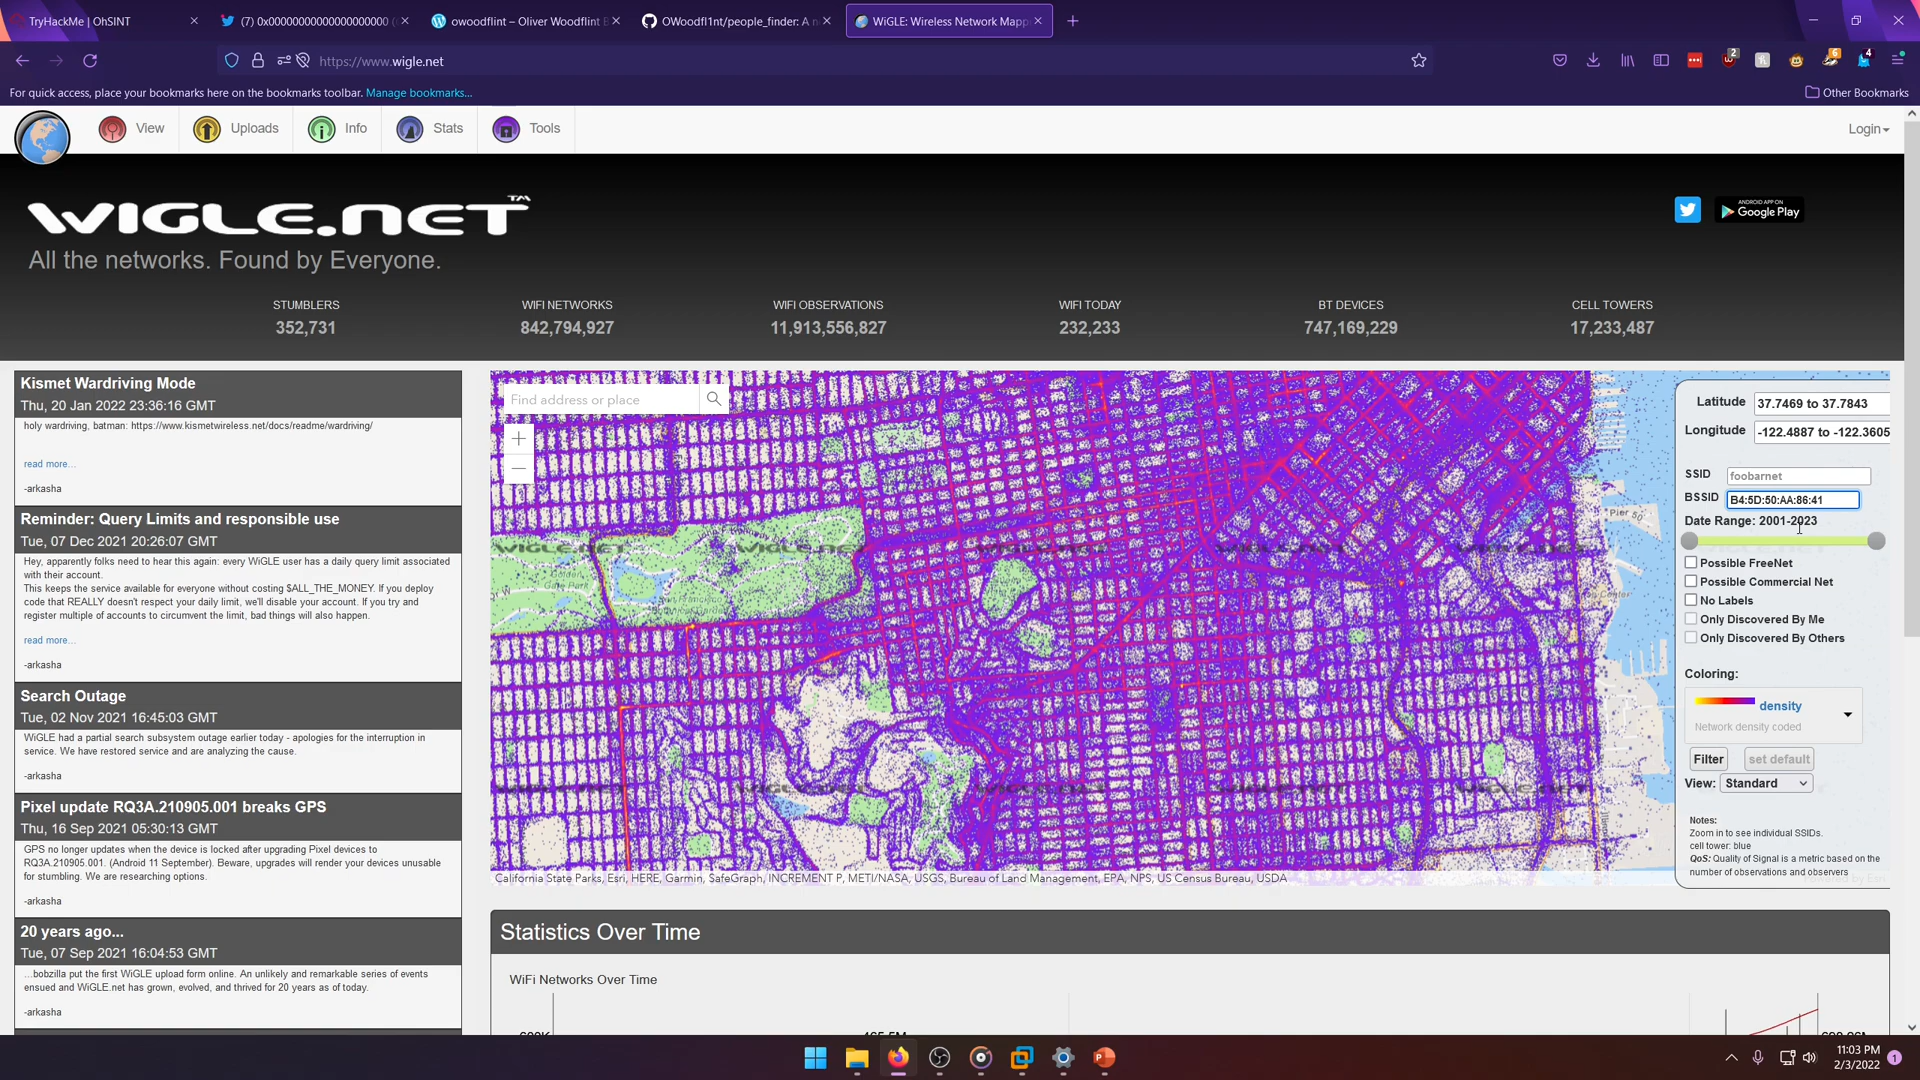 TryHackMe | OhSINT
(7) 0x00000000000000000000 (
owoodflint – Oliver Woodflint B
OWoodfl1nt/people_finder: A n
WiGLE: Wireless Network Mapp
https://www.wigle.net
2
6
4
For quick access, place your bookmarks here on the bookmarks toolbar. Manage bookmarks...
Other Bookmarks
View
Uploads
Info
Stats
Tools
Login
WIGLE.NET™
All the networks. Found by Everyone.
ANDROID APP ON
Google Play
STUMBLERS
352,731
WIFI NETWORKS
842,794,927
WIFI OBSERVATIONS
11,913,556,827
WIFI TODAY
232,233
BT DEVICES
747,169,229
CELL TOWERS
17,233,487
Kismet Wardriving Mode
Thu, 20 Jan 2022 23:36:16 GMT
holy wardriving, batman: https://www.kismetwireless.net/docs/readme/wardriving/
read more...
-arkasha
Reminder: Query Limits and responsible use
Tue, 07 Dec 2021 20:26:07 GMT
Hey, apparently folks need to hear this again: every WiGLE user has a daily query limit associated
with their account.
This keeps the service available for everyone without costing $ALL_THE_MONEY. If you deploy
code that REALLY doesn't respect your daily limit, we'll disable your account. If you try and
register multiple of accounts to circumvent the limit, bad things will also happen.
read more...
-arkasha
Search Outage
Tue, 02 Nov 2021 16:45:03 GMT
WiGLE had a partial search subsystem outage earlier today - apologies for the interruption in
service. We have restored service and are analyzing the cause.
-arkasha
Pixel update RQ3A.210905.001 breaks GPS
Thu, 16 Sep 2021 05:30:13 GMT
GPS no longer updates when the device is locked after upgrading Pixel devices to
RQ3A.210905.001. (Android 11 September). Beware, upgrades will render your devices unusable
for stumbling. We are researching options.
-arkasha
20 years ago...
Tue, 07 Sep 2021 16:04:53 GMT
...bobzilla put the first WiGLE upload form online. An unlikely and remarkable series of events
ensued and WiGLE.net has grown, evolved, and thrived for 20 years as of today.
-arkasha
Find address or place
+
−
Pier 50
California State Parks, Esri, HERE, Garmin, SafeGraph, INCREMENT P, METI/NASA, USGS, Bureau of Land Management, EPA, NPS, US Census Bureau, USDA
Latitude
37.7469 to 37.7843
Longitude
-122.4887 to -122.3605
SSID
foobarnet
BSSID
B4:5D:50:AA:86:41
Date Range: 2001-2023
Possible FreeNet
Possible Commercial Net
No Labels
Only Discovered By Me
Only Discovered By Others
Coloring:
density
Network density coded
Filter
set default
View: Standard
Notes:
Zoom in to see individual SSIDs.
cell tower: blue
QoS: Quality of Signal is a metric based on the
number of observations and observers
Statistics Over Time
WiFi Networks Over Time
11:03 PM
2/3/2022
1